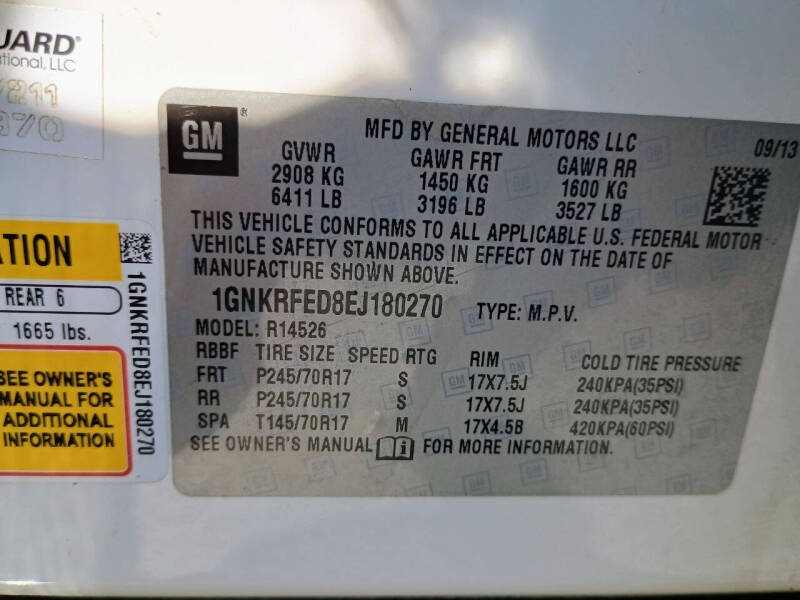 UARD®
ational, LLC
7211
370
ATION
REAR 6
1665 lbs.
SEE OWNER'S
MANUAL FOR
ADDITIONAL
INFORMATION
1GNKRFED8EJ180270
GM ®
MFD BY GENERAL MOTORS LLC
09/13
GVWR GAWR FRT GAWR RR
2908 KG 1450 KG 1600 KG
6411 LB 3196 LB 3527 LB
THIS VEHICLE CONFORMS TO ALL APPLICABLE U.S. FEDERAL MOTOR
VEHICLE SAFETY STANDARDS IN EFFECT ON THE DATE OF
MANUFACTURE SHOWN ABOVE.
1GNKRFED8EJ180270 TYPE: M.P.V.
MODEL: R14526
RBBF TIRE SIZE SPEED RTG RIM COLD TIRE PRESSURE
FRT P245/70R17 S 17X7.5J 240KPA(35PSI)
RR P245/70R17 S 17X7.5J 240KPA(35PSI)
SPA T145/70R17 M 17X4.5B 420KPA(60PSI)
SEE OWNER'S MANUAL FOR MORE INFORMATION.